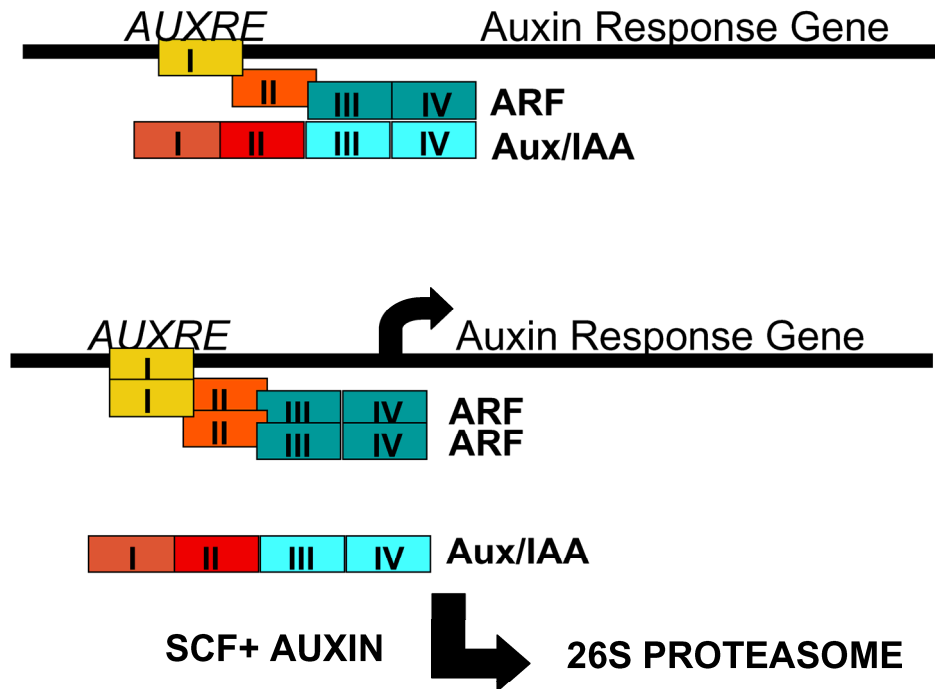 AUXRE Auxin Response Gene
I
II
III IV ARF
I II III IV Aux/IAA
AUXRE Auxin Response Gene
I
I II III IV ARF
II III IV ARF
I II III IV Aux/IAA
SCF+ AUXIN 26S PROTEASOME